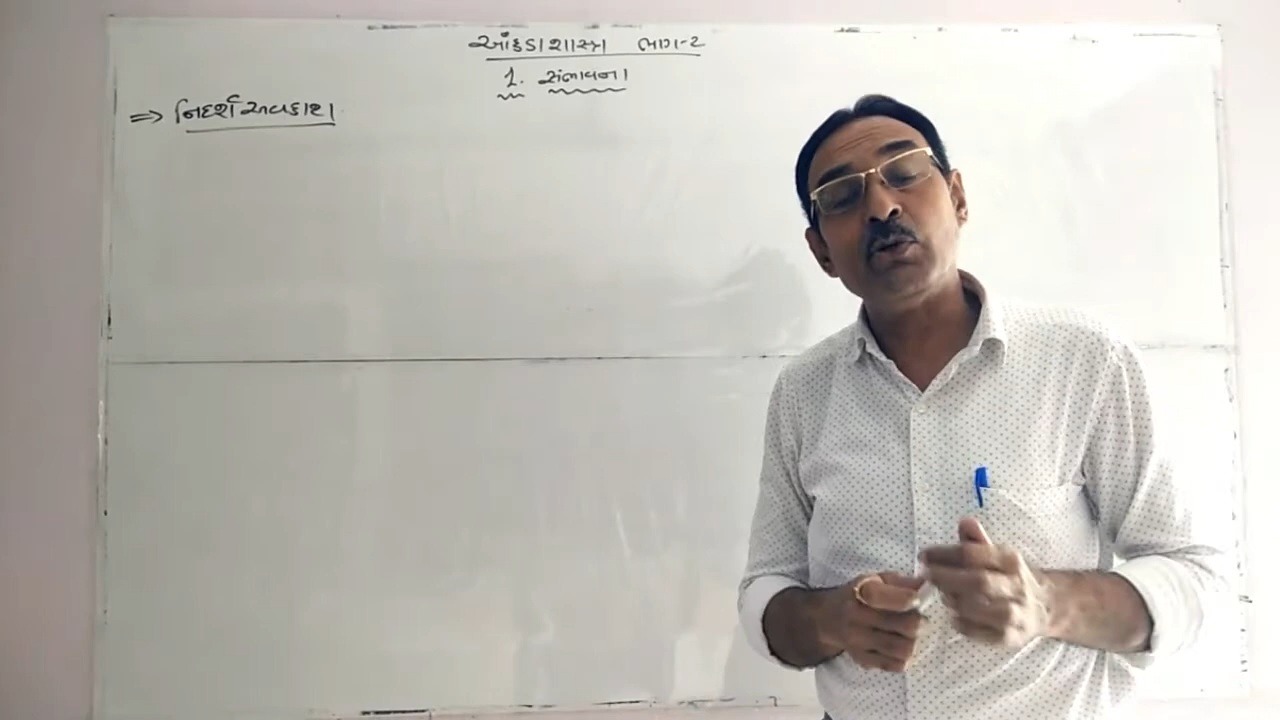 આંકડાશાસ્ત્ર ભાગ-૨
1. સંભાવના
⇒ નિદર્શ અવકાશ